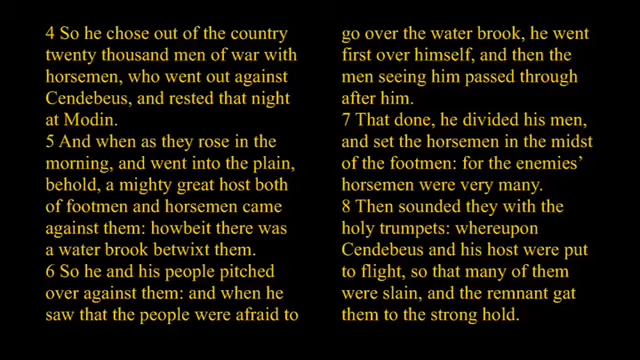 4 So he chose out of the country
twenty thousand men of war with
horsemen, who went out against
Cendebeus, and rested that night
at Modin.
5 And when as they rose in the
morning, and went into the plain,
behold, a mighty great host both
of footmen and horsemen came
against them: howbeit there was
a water brook betwixt them.
6 So he and his people pitched
over against them: and when he
saw that the people were afraid to
go over the water brook, he went
first over himself, and then the
men seeing him passed through
after him.
7 That done, he divided his men,
and set the horsemen in the midst
of the footmen: for the enemies’
horsemen were very many.
8 Then sounded they with the
holy trumpets: whereupon
Cendebeus and his host were put
to flight, so that many of them
were slain, and the remnant gat
them to the strong hold.